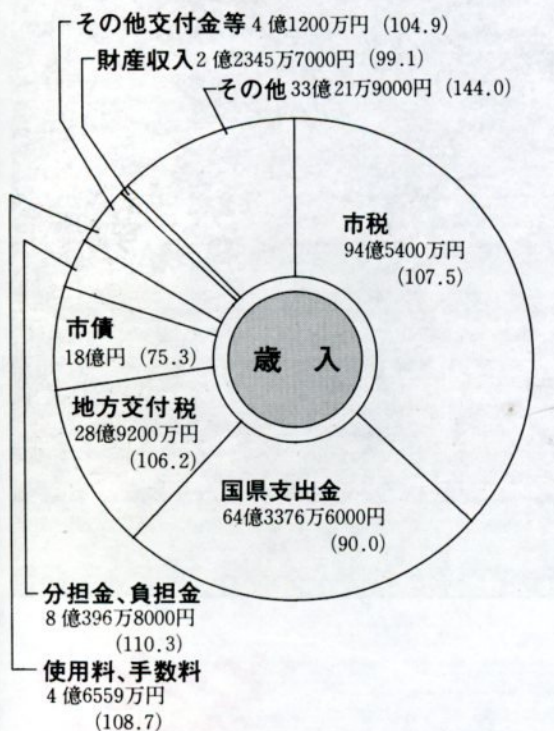 その他交付金等 4億1200万円 (104.9)
財産収入 2億2345万7000円 (99.1)
その他 33億21万9000円 (144.0)
市税
94億5400万円
(107.5)
市債
18億円 (75.3)
歳 入
地方交付税
28億9200万円
(106.2)
国県支出金
64億3376万6000円
(90.0)
分担金、負担金
8億396万8000円
(110.3)
使用料、手数料
4億6559万円
(108.7)